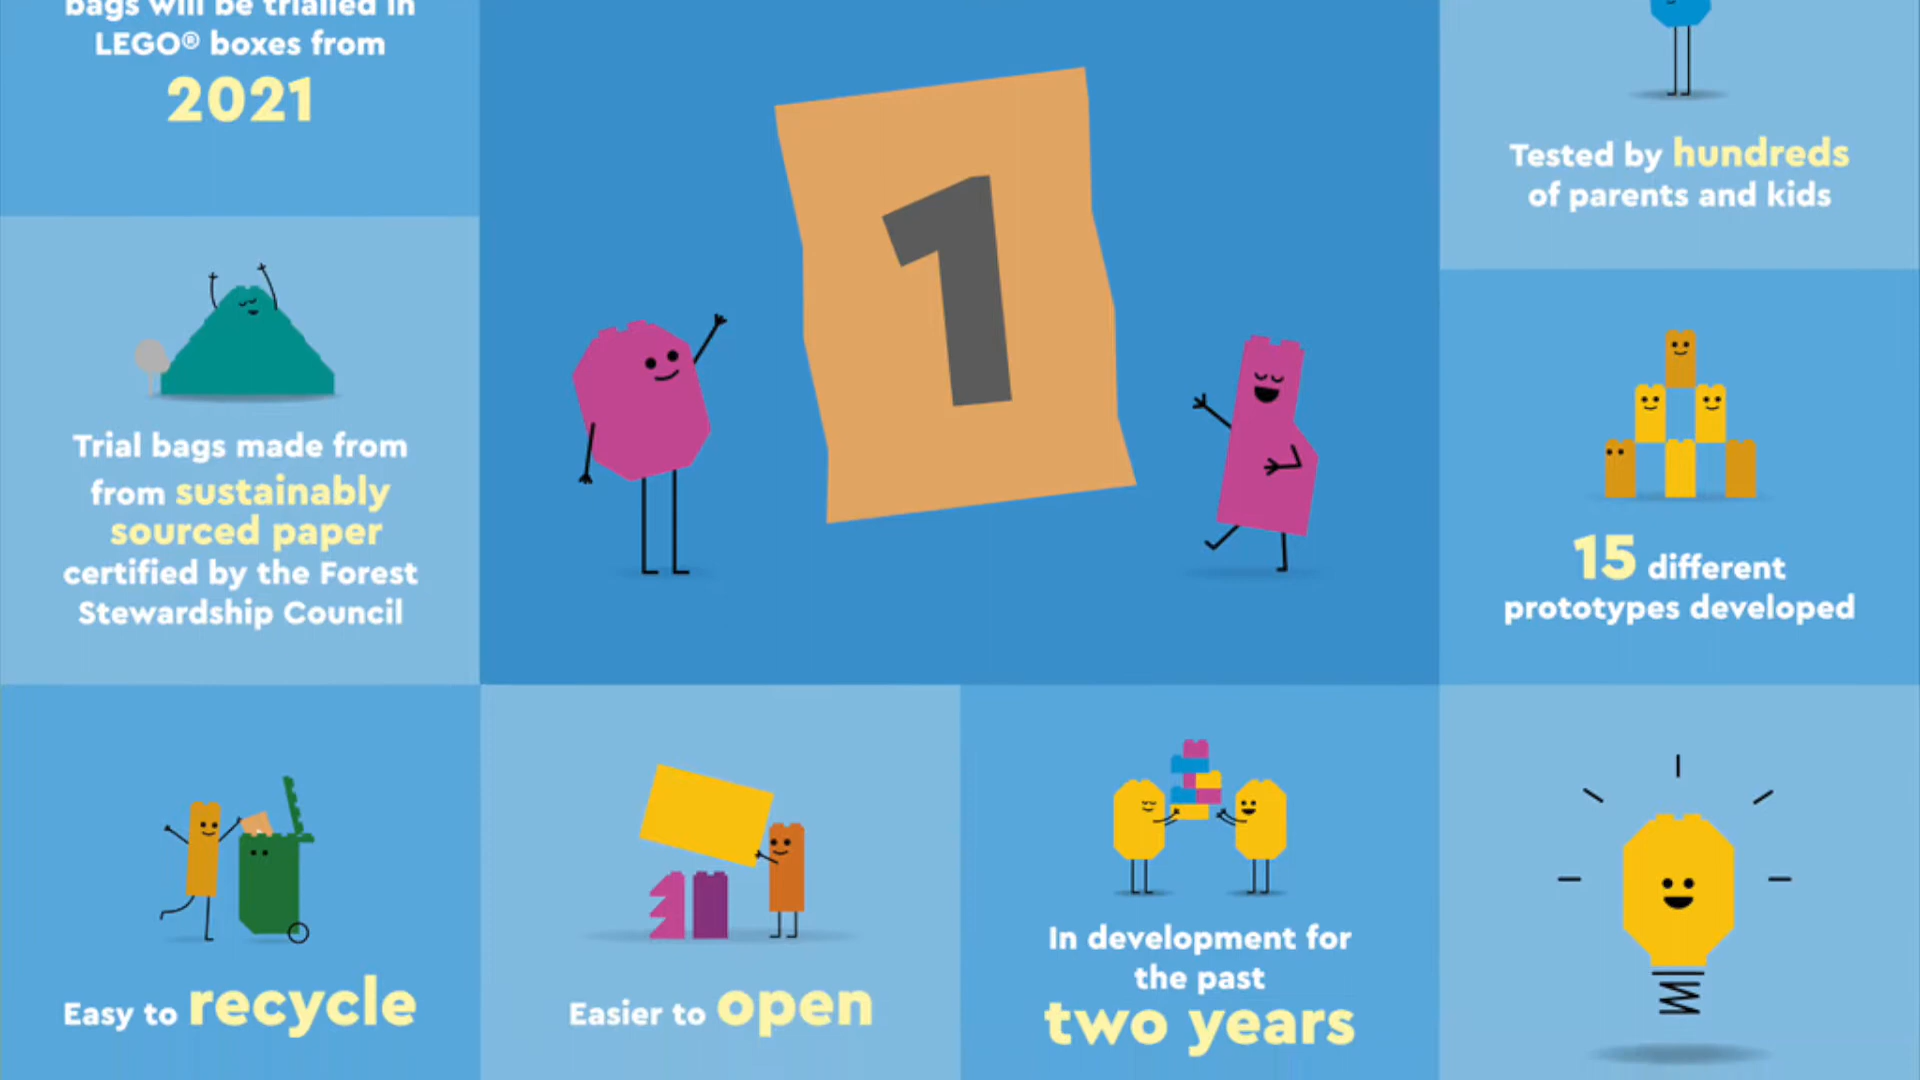 bags will be trialled in
LEGO® boxes from
2021
Trial bags made from
from sustainably
sourced paper
certified by the Forest
Stewardship Council
1
Tested by hundreds
of parents and kids
15 different
prototypes developed
Easy to recycle
Easier to open
In development for
the past
two years